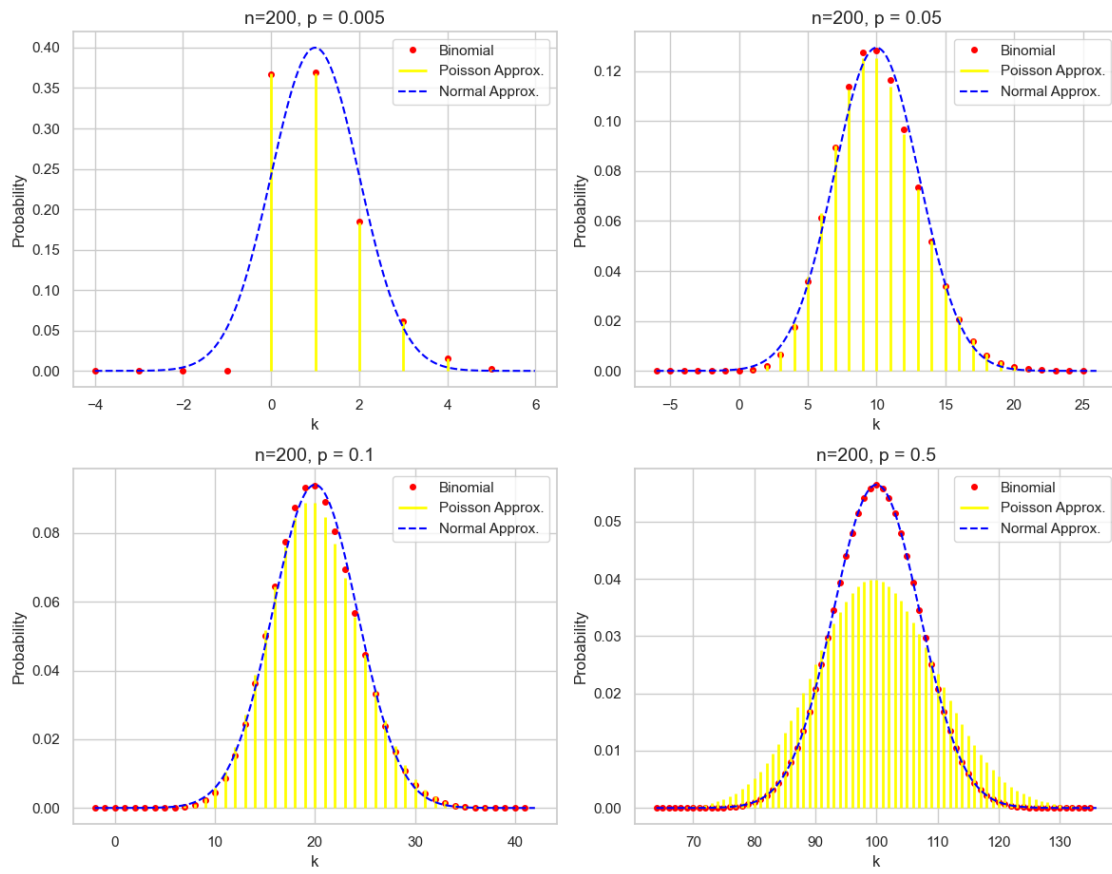 n=200, p = 0.005
Probability
0.40
0.35
0.30
0.25
0.20
0.15
0.10
0.05
0.00
Binomial
Poisson Approx.
Normal Approx.
−4
−2
0
2
4
6
k
n=200, p = 0.05
Probability
0.12
0.10
0.08
0.06
0.04
0.02
0.00
Binomial
Poisson Approx.
Normal Approx.
−5
0
5
10
15
20
25
k
n=200, p = 0.1
Probability
0.08
0.06
0.04
0.02
0.00
Binomial
Poisson Approx.
Normal Approx.
0
10
20
30
40
k
n=200, p = 0.5
Probability
0.05
0.04
0.03
0.02
0.01
0.00
Binomial
Poisson Approx.
Normal Approx.
70
80
90
100
110
120
130
k